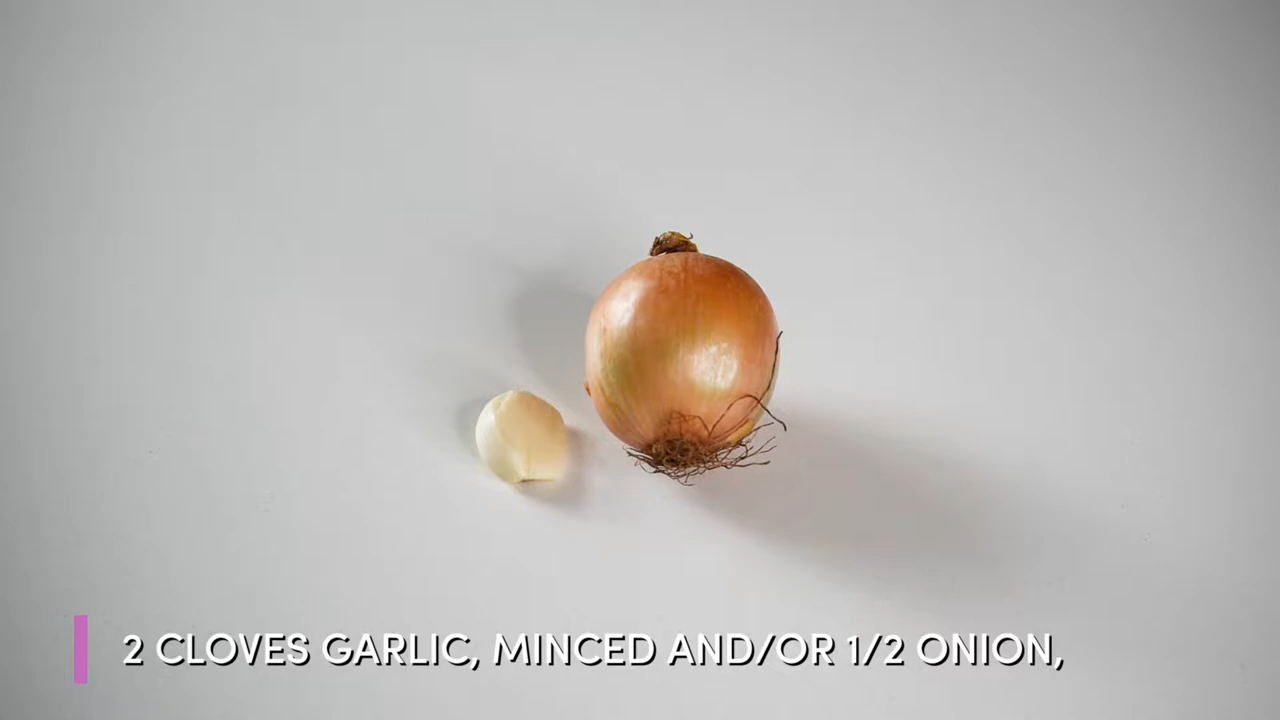 2 CLOVES GARLIC, MINCED AND/OR 1/2 ONION,